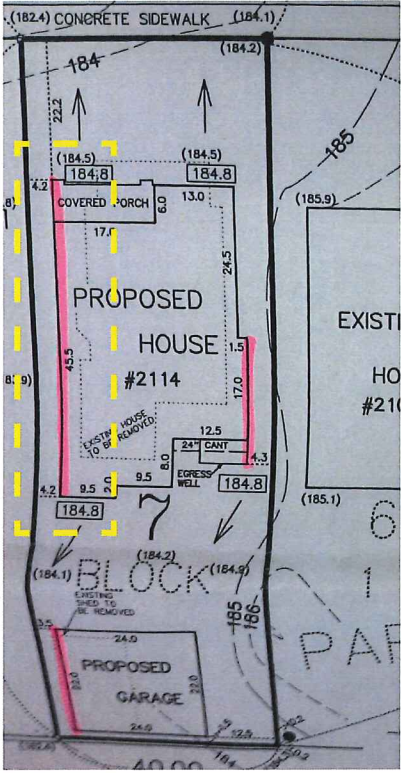 (182.4) CONCRETE SIDEWALK (184.1)
(184.2)
184
22.2
185
(184.5) (184.5)
184.8 184.8
4.2
COVERED PORCH 6.0 13.0
17.0
(185.9)
24.5
PROPOSED
HOUSE
#2114
EXISTI
HO
#210
1.5
45.5
17.0
EXISTING HOUSE
TO BE REMOVED
12.5
24" CANT
8.0
EGRESS
WELL
4.3
4.2 9.5 2.0 9.5
184.8 184.8
(185.1)
7
6
(184.2)
(184.1) BLOCK (184.9)
1
EXISTING
SHED TO
BE REMOVED
185
186
PAR
3.5
24.0
PROPOSED
GARAGE
22.0 22.0
24.0
12.5
184
40.00